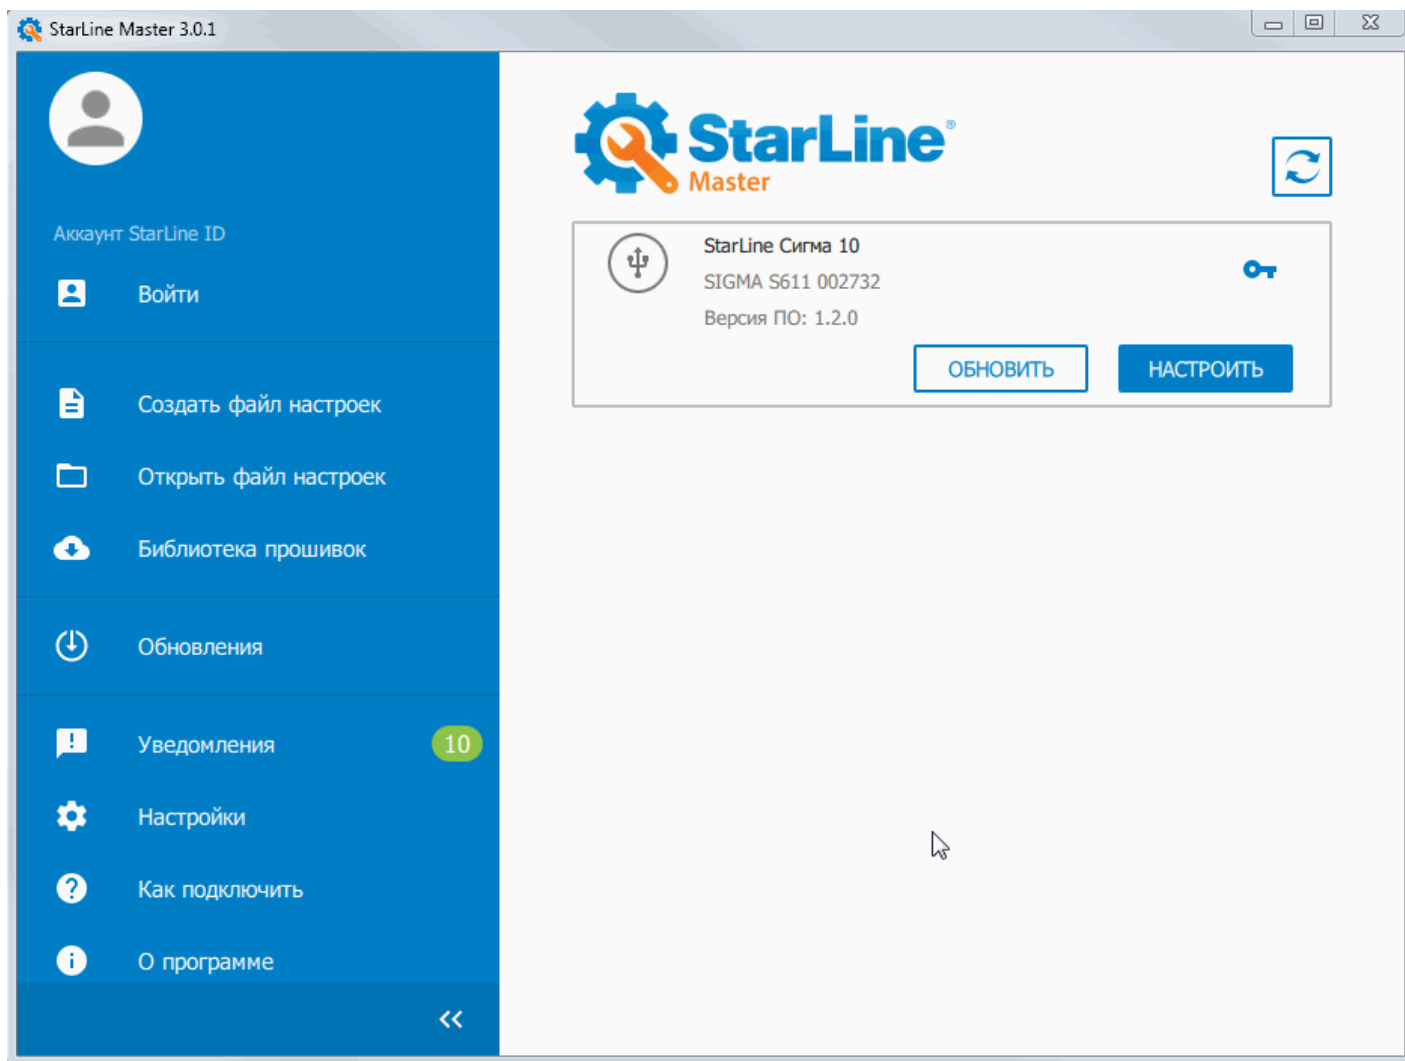 StarLine Master 3.0.1
Аккаунт StarLine ID
Войти
Создать файл настроек
Открыть файл настроек
Библиотека прошивок
Обновления
Уведомления
10
Настройки
Как подключить
О программе
StarLine®
Master
StarLine Сигма 10
SIGMA S611 002732
Версия ПО: 1.2.0
ОБНОВИТЬ
НАСТРОИТЬ